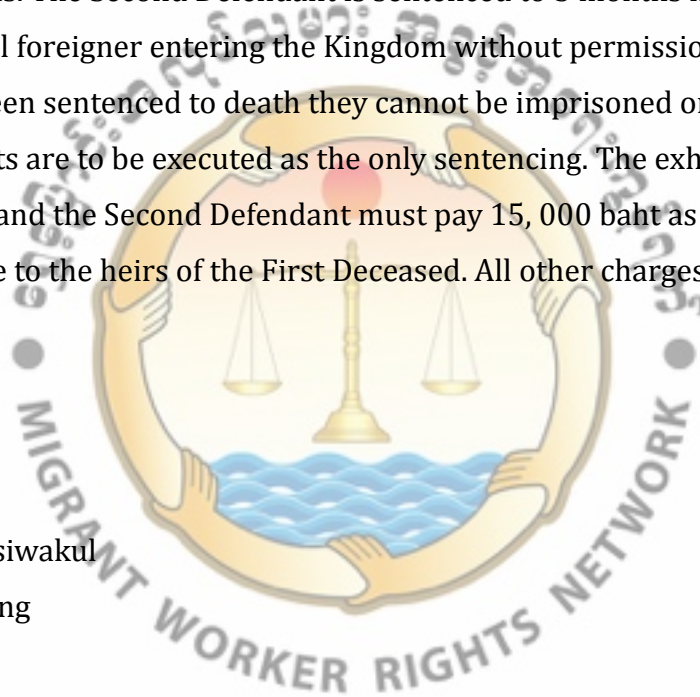 The Second Defendant is sentenced to 3 months
l foreigner entering the Kingdom without permissio
een sentenced to death they cannot be imprisoned o
ts are to be executed as the only sentencing. The exh
and the Second Defendant must pay 15, 000 baht as
e to the heirs of the First Deceased. All other charges
siwakul
ng
MIGRANT WORKER RIGHTS NETWORK